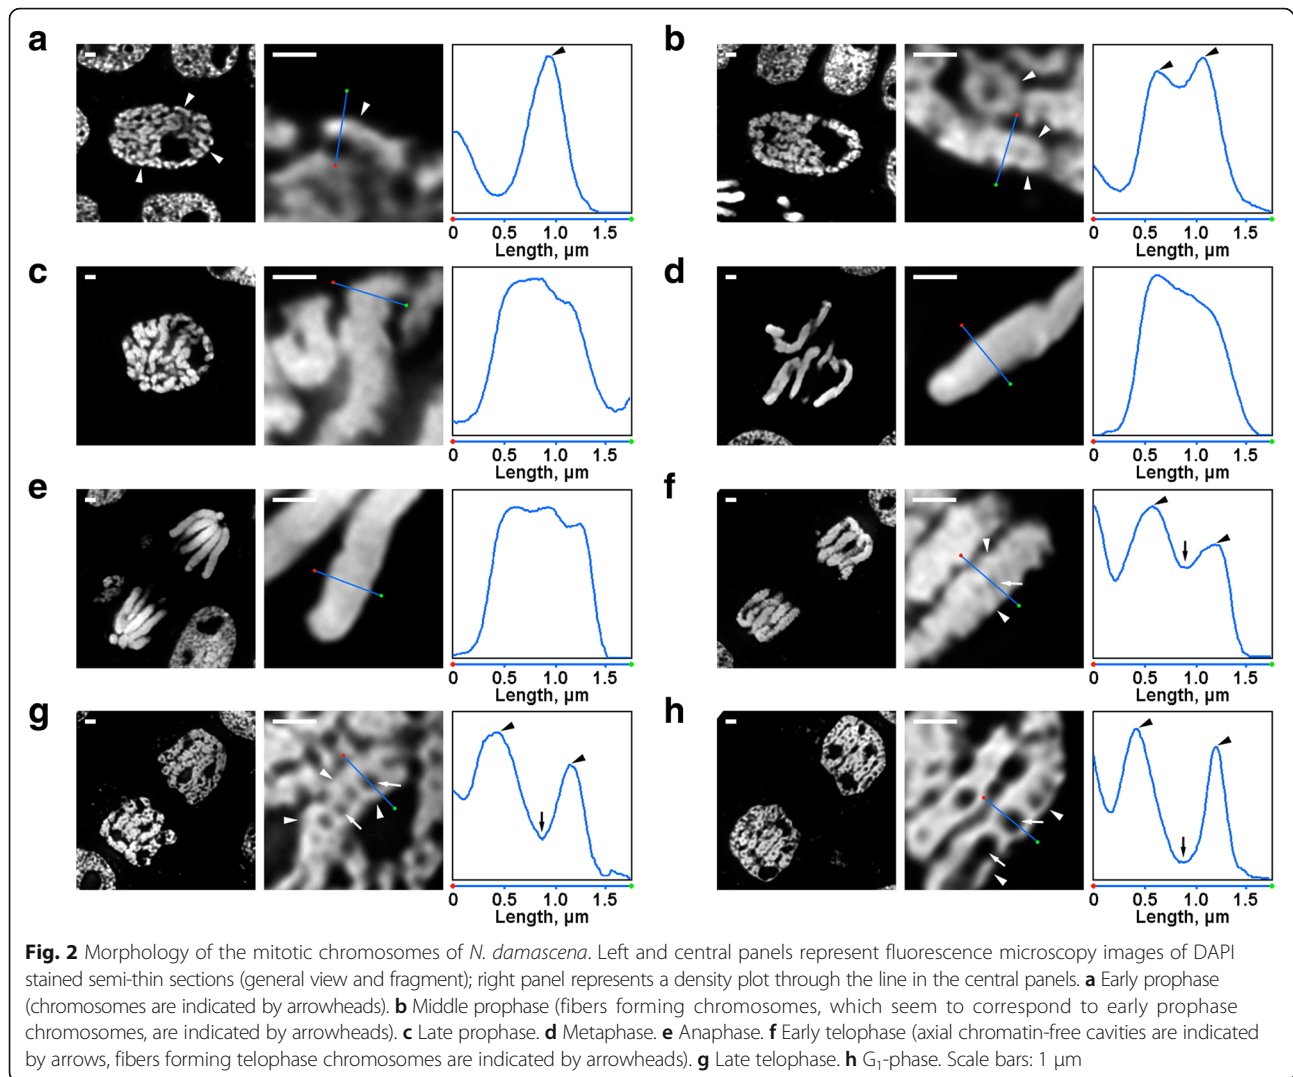 a
b
0 0.5 1.0 1.5
Length, µm
0 0.5 1.0 1.5
Length, µm
c
d
0 0.5 1.0 1.5
Length, µm
0 0.5 1.0 1.5
Length, µm
e
f
0 0.5 1.0 1.5
Length, µm
0 0.5 1.0 1.5
Length, µm
g
h
0 0.5 1.0 1.5
Length, µm
0 0.5 1.0 1.5
Length, µm
Fig. 2 Morphology of the mitotic chromosomes of N. damascena. Left and central panels represent fluorescence microscopy images of DAPI
stained semi-thin sections (general view and fragment); right panel represents a density plot through the line in the central panels. a Early prophase
(chromosomes are indicated by arrowheads). b Middle prophase (fibers forming chromosomes, which seem to correspond to early prophase
chromosomes, are indicated by arrowheads). c Late prophase. d Metaphase. e Anaphase. f Early telophase (axial chromatin-free cavities are indicated
by arrows, fibers forming telophase chromosomes are indicated by arrowheads). g Late telophase. h G₁-phase. Scale bars: 1 µm